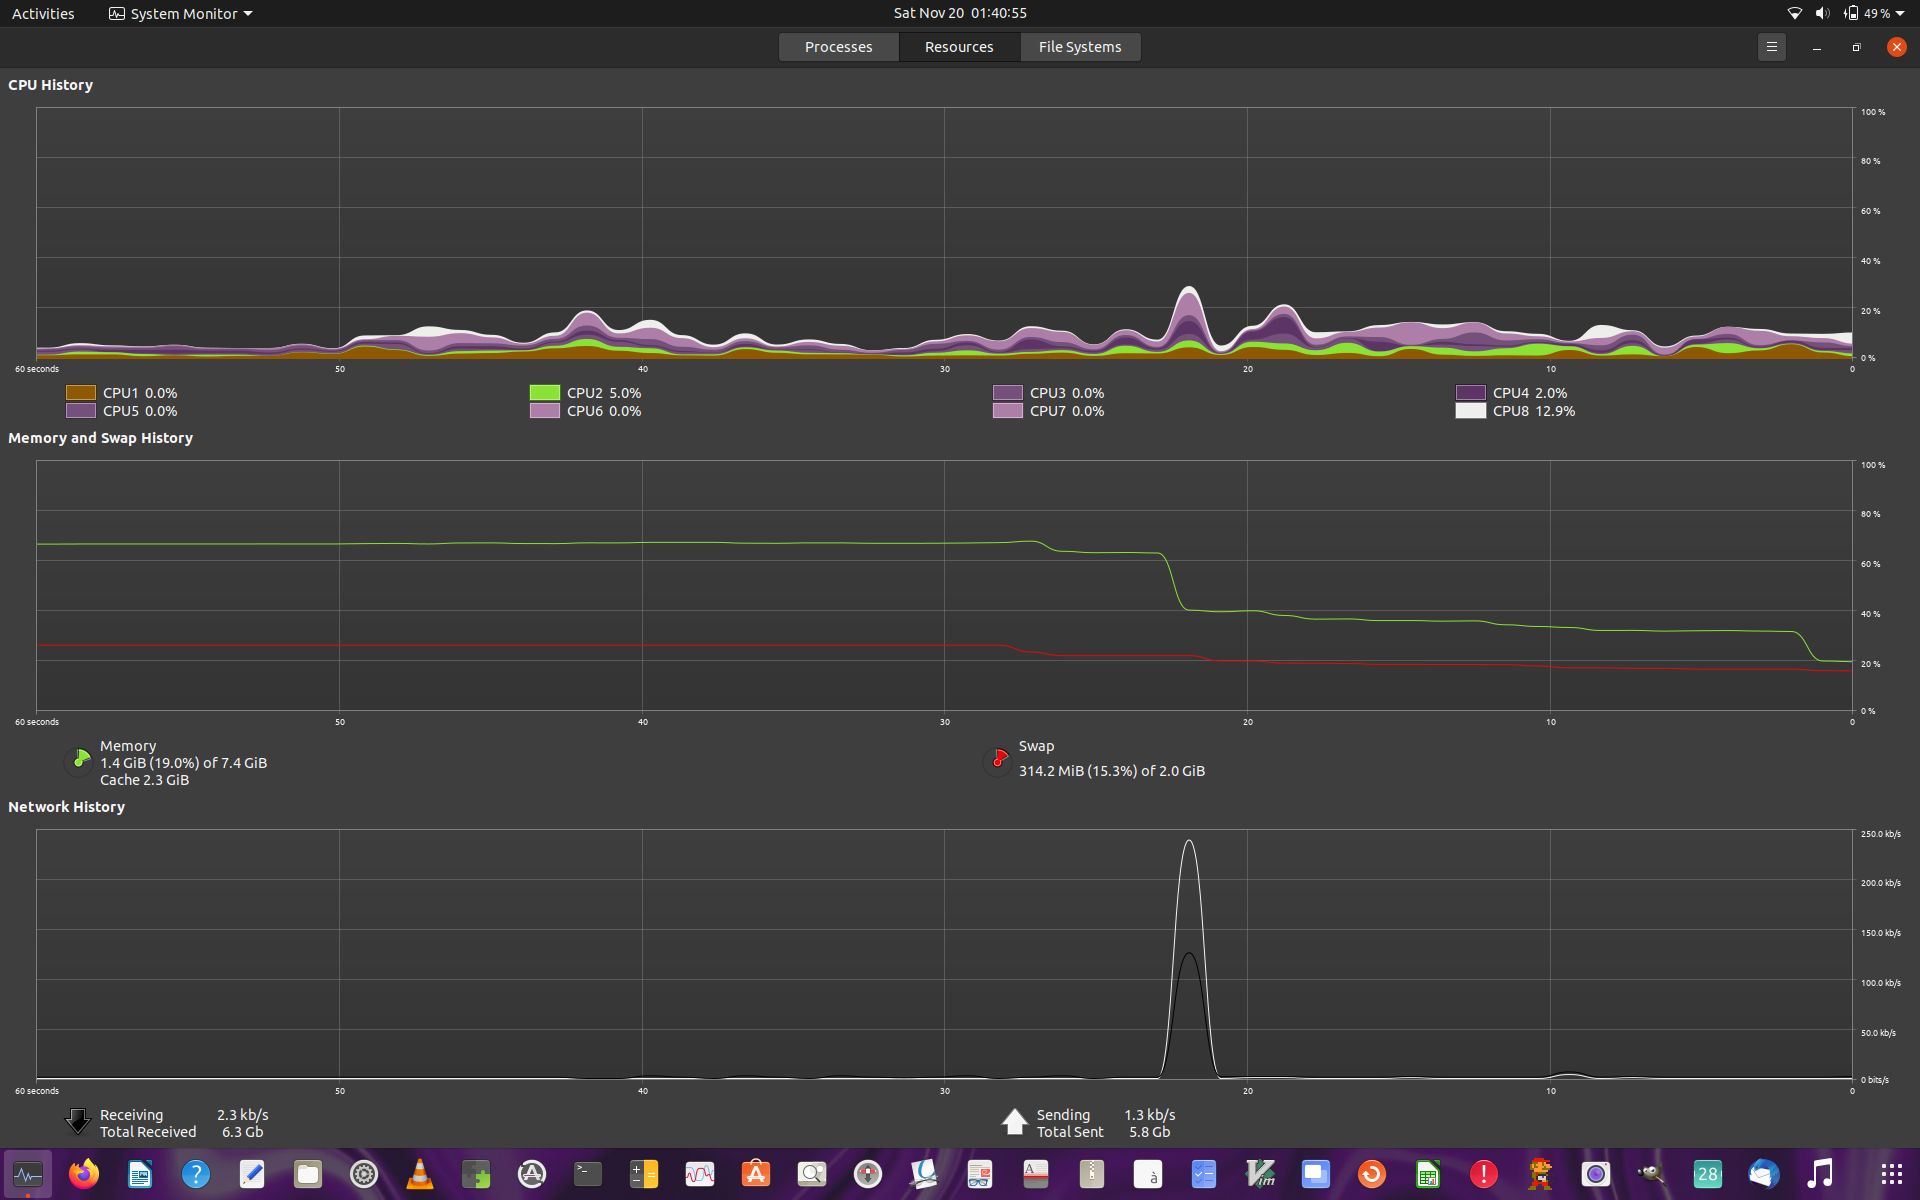 Activities
System Monitor
Sat Nov 20 01:40:55
49 %
Processes
Resources
File Systems
CPU History
100 %
80 %
60 %
40 %
20 %
0 %
60 seconds 50 40 30 20 10 0
CPU1 0.0% CPU2 5.0% CPU3 0.0% CPU4 2.0%
CPU5 0.0% CPU6 0.0% CPU7 0.0% CPU8 12.9%
Memory and Swap History
100 %
80 %
60 %
40 %
20 %
0 %
60 seconds 50 40 30 20 10 0
Memory
1.4 GiB (19.0%) of 7.4 GiB
Cache 2.3 GiB
Swap
314.2 MiB (15.3%) of 2.0 GiB
Network History
250.0 kb/s
200.0 kb/s
150.0 kb/s
100.0 kb/s
50.0 kb/s
0 bits/s
60 seconds 50 40 30 20 10 0
Receiving 2.3 kb/s
Total Received 6.3 Gb
Sending 1.3 kb/s
Total Sent 5.8 Gb
28